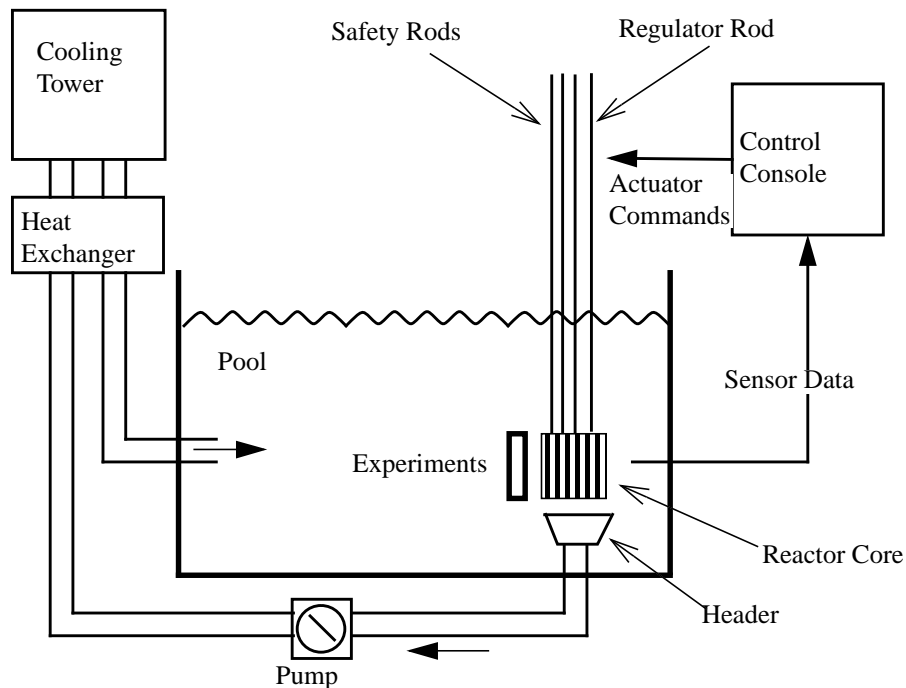 Safety Rods
Regulator Rod
Cooling
Tower
Control
Console
Actuator
Commands
Heat
Exchanger
Pool
Sensor Data
Experiments
Reactor Core
Header
Pump